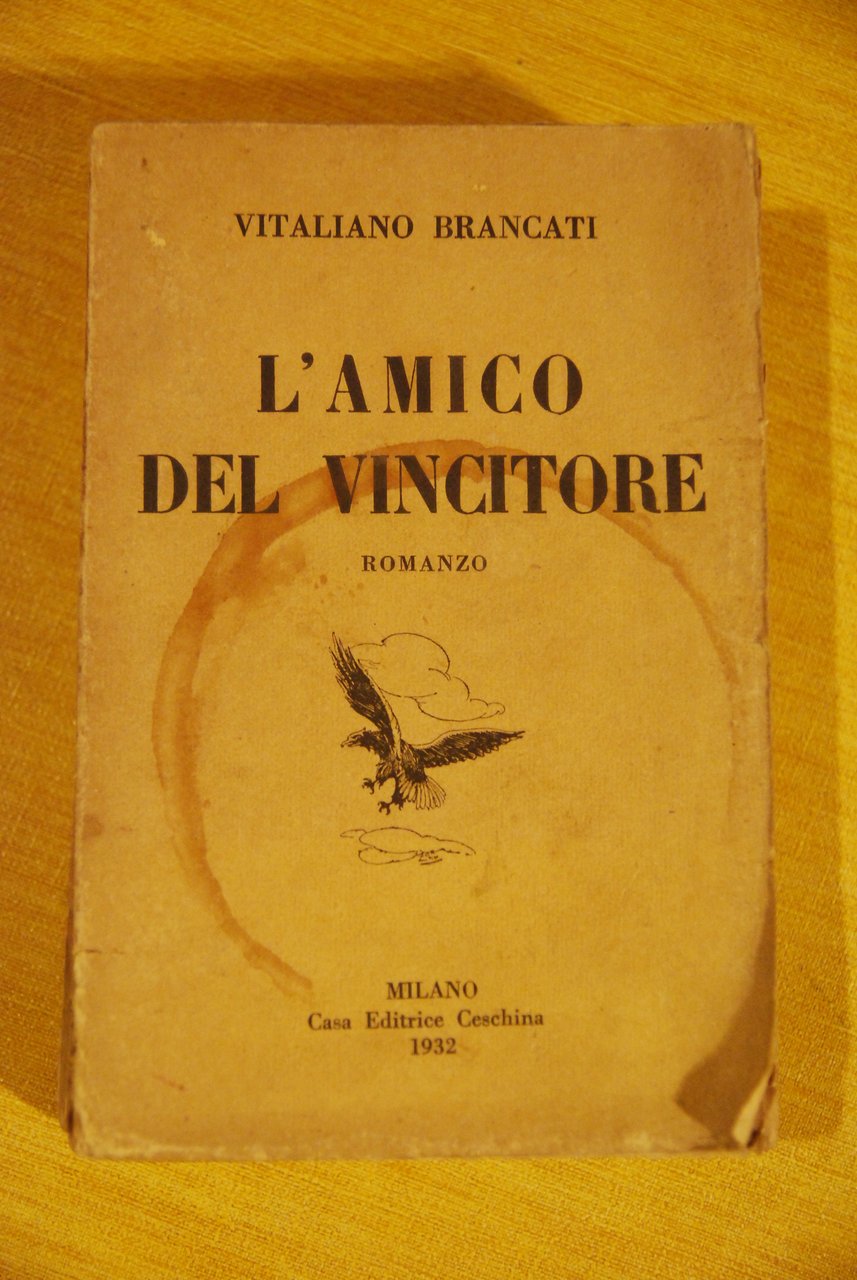 VITALIANO BRANCATI
L'AMICO
DEL VINCITORE
ROMANZO
MILANO
Casa Editrice Ceschina
1932